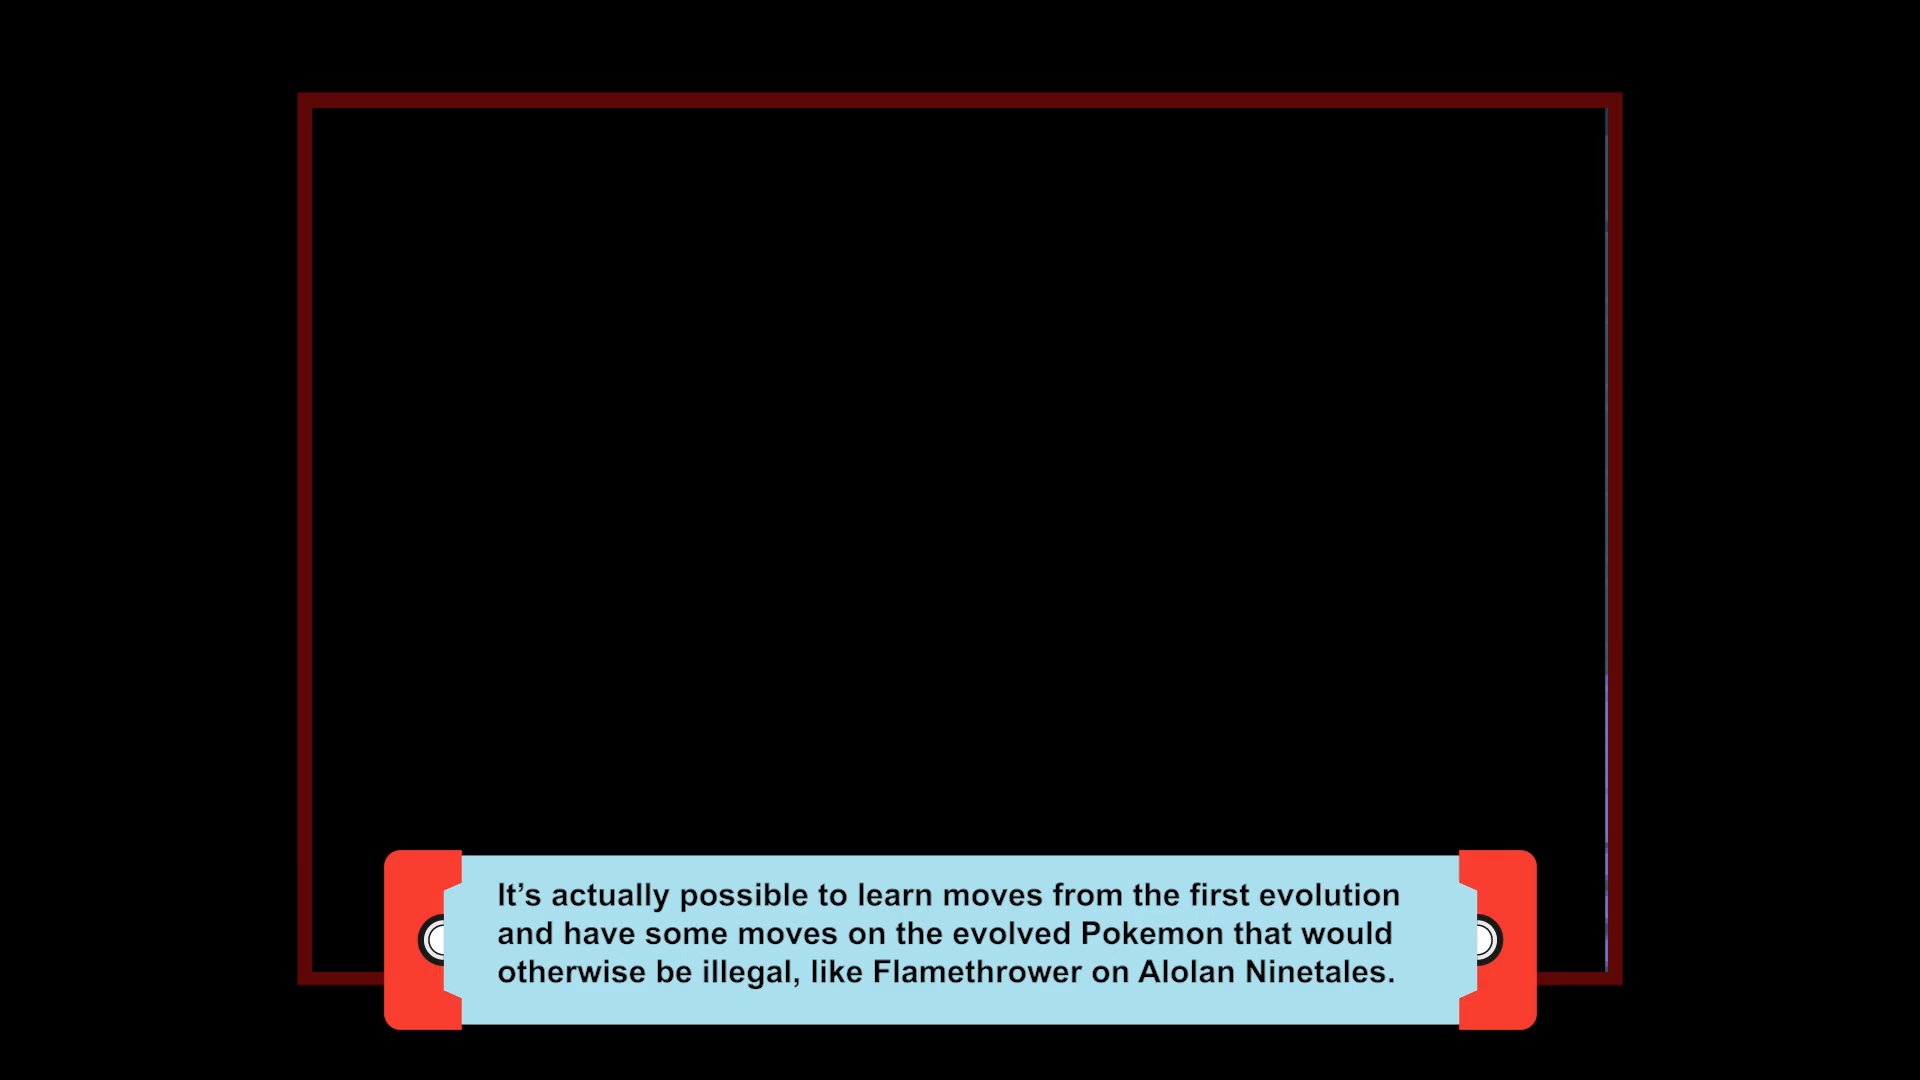 It’s actually possible to learn moves from the first evolution
and have some moves on the evolved Pokemon that would
otherwise be illegal, like Flamethrower on Alolan Ninetales.